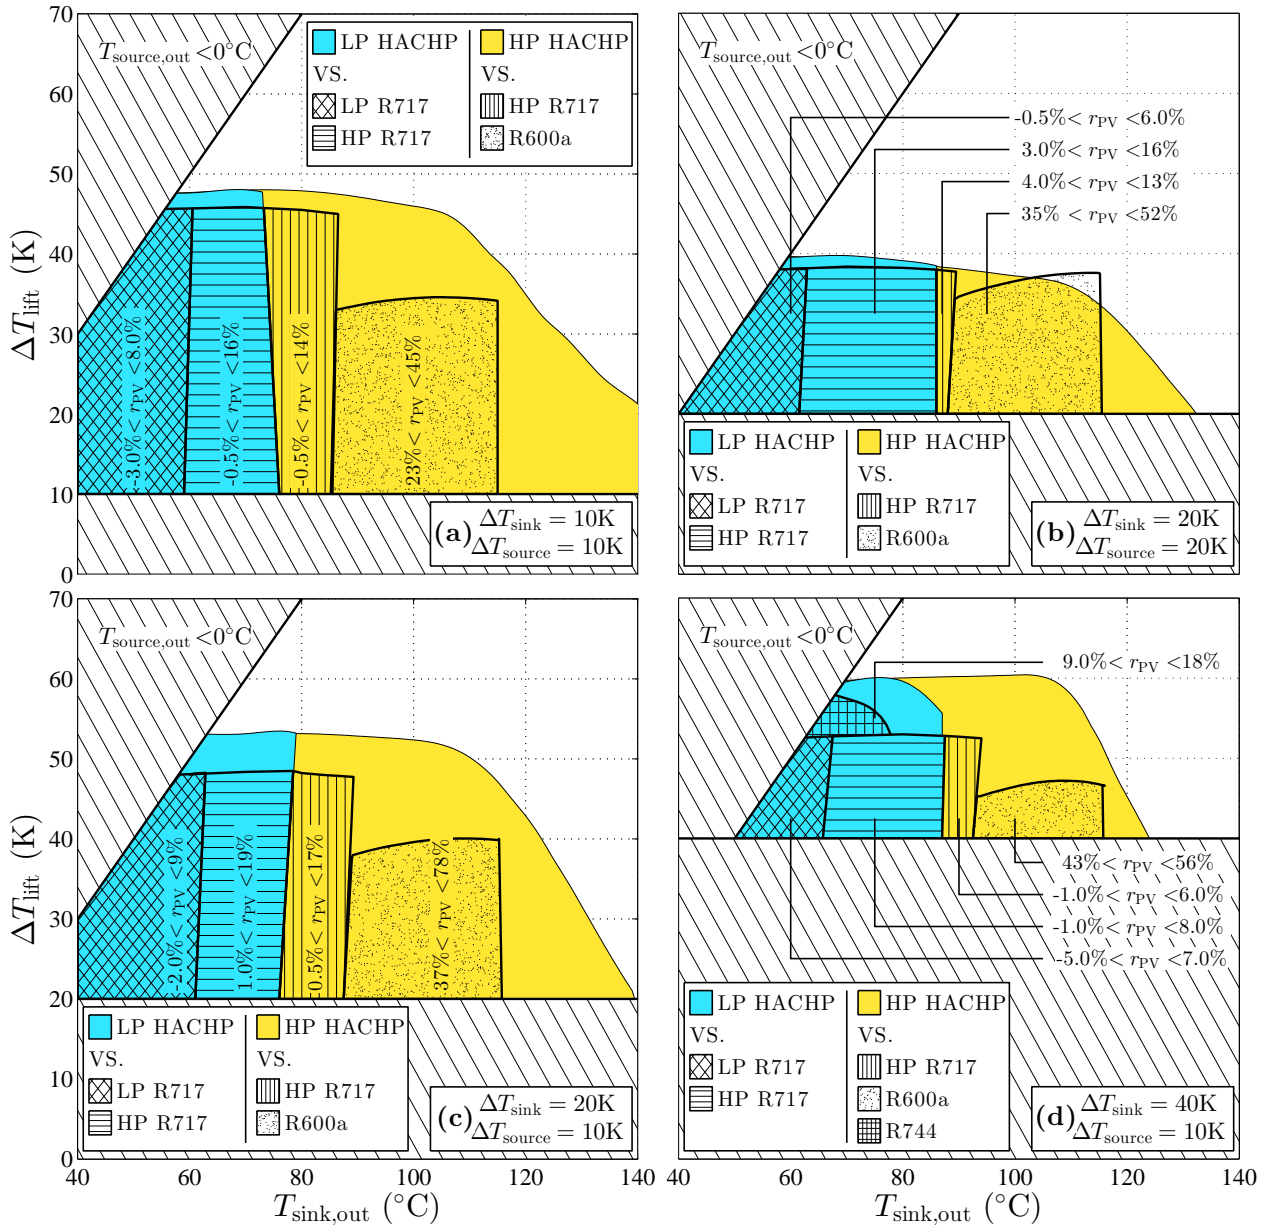 70
60
50
40
30
20
10
0
ΔT_lift (K)
T_source,out <0°C
LP HACHP
VS.
LP R717
HP R717
HP HACHP
VS.
HP R717
R600a
-3.0%< r_PV <8.0%
-0.5%< r_PV <16%
-0.5%< r_PV <14%
23%< r_PV <45%
(a)
ΔT_sink = 10K
ΔT_source = 10K
T_source,out <0°C
-0.5%< r_PV <6.0%
3.0%< r_PV <16%
4.0%< r_PV <13%
35% < r_PV <52%
LP HACHP
VS.
LP R717
HP R717
HP HACHP
VS.
HP R717
R600a
(b)
ΔT_sink = 20K
ΔT_source = 20K
70
60
50
40
30
20
10
0
ΔT_lift (K)
T_source,out <0°C
-2.0%< r_PV <9%
1.0%< r_PV <19%
-0.5%< r_PV <17%
37%< r_PV <78%
LP HACHP
VS.
LP R717
HP R717
HP HACHP
VS.
HP R717
R600a
(c)
ΔT_sink = 20K
ΔT_source = 10K
40 60 80 100 120 140
T_sink,out (°C)
T_source,out <0°C
9.0%< r_PV <18%
43%< r_PV <56%
-1.0%< r_PV <6.0%
-1.0%< r_PV <8.0%
-5.0%< r_PV <7.0%
LP HACHP
VS.
LP R717
HP R717
HP HACHP
VS.
HP R717
R600a
R744
(d)
ΔT_sink = 40K
ΔT_source = 10K
40 60 80 100 120 140
T_sink,out (°C)